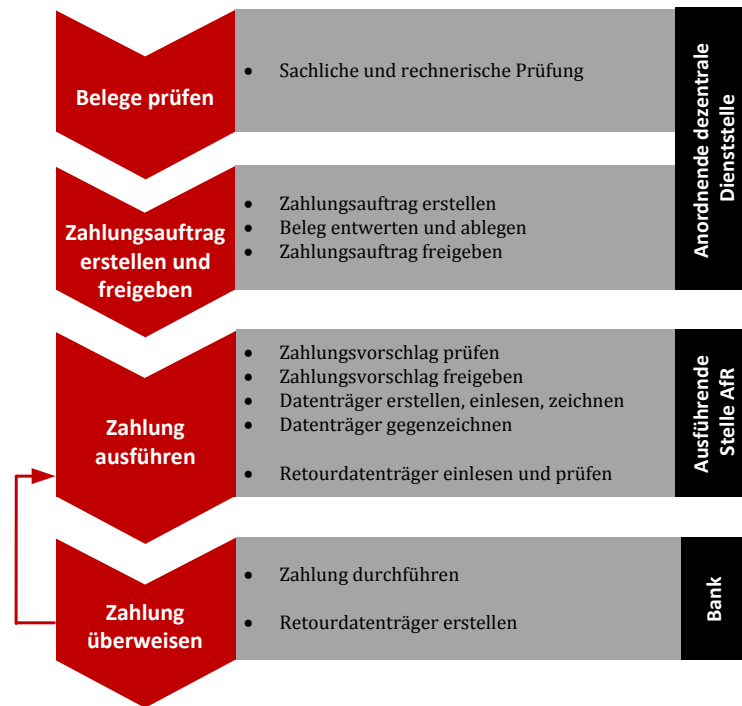 Belege prüfen
• Sachliche und rechnerische Prüfung
Anordnende dezentrale
Dienststelle
Zahlungsauftrag
erstellen und
freigeben
• Zahlungsauftrag erstellen
• Beleg entwerten und ablegen
• Zahlungsauftrag freigeben
Zahlung
ausführen
• Zahlungsvorschlag prüfen
• Zahlungsvorschlag freigeben
• Datenträger erstellen, einlesen, zeichnen
• Datenträger gegenzeichnen
• Retourdatenträger einlesen und prüfen
Ausführende
Stelle AfR
Zahlung
überweisen
• Zahlung durchführen
• Retourdatenträger erstellen
Bank